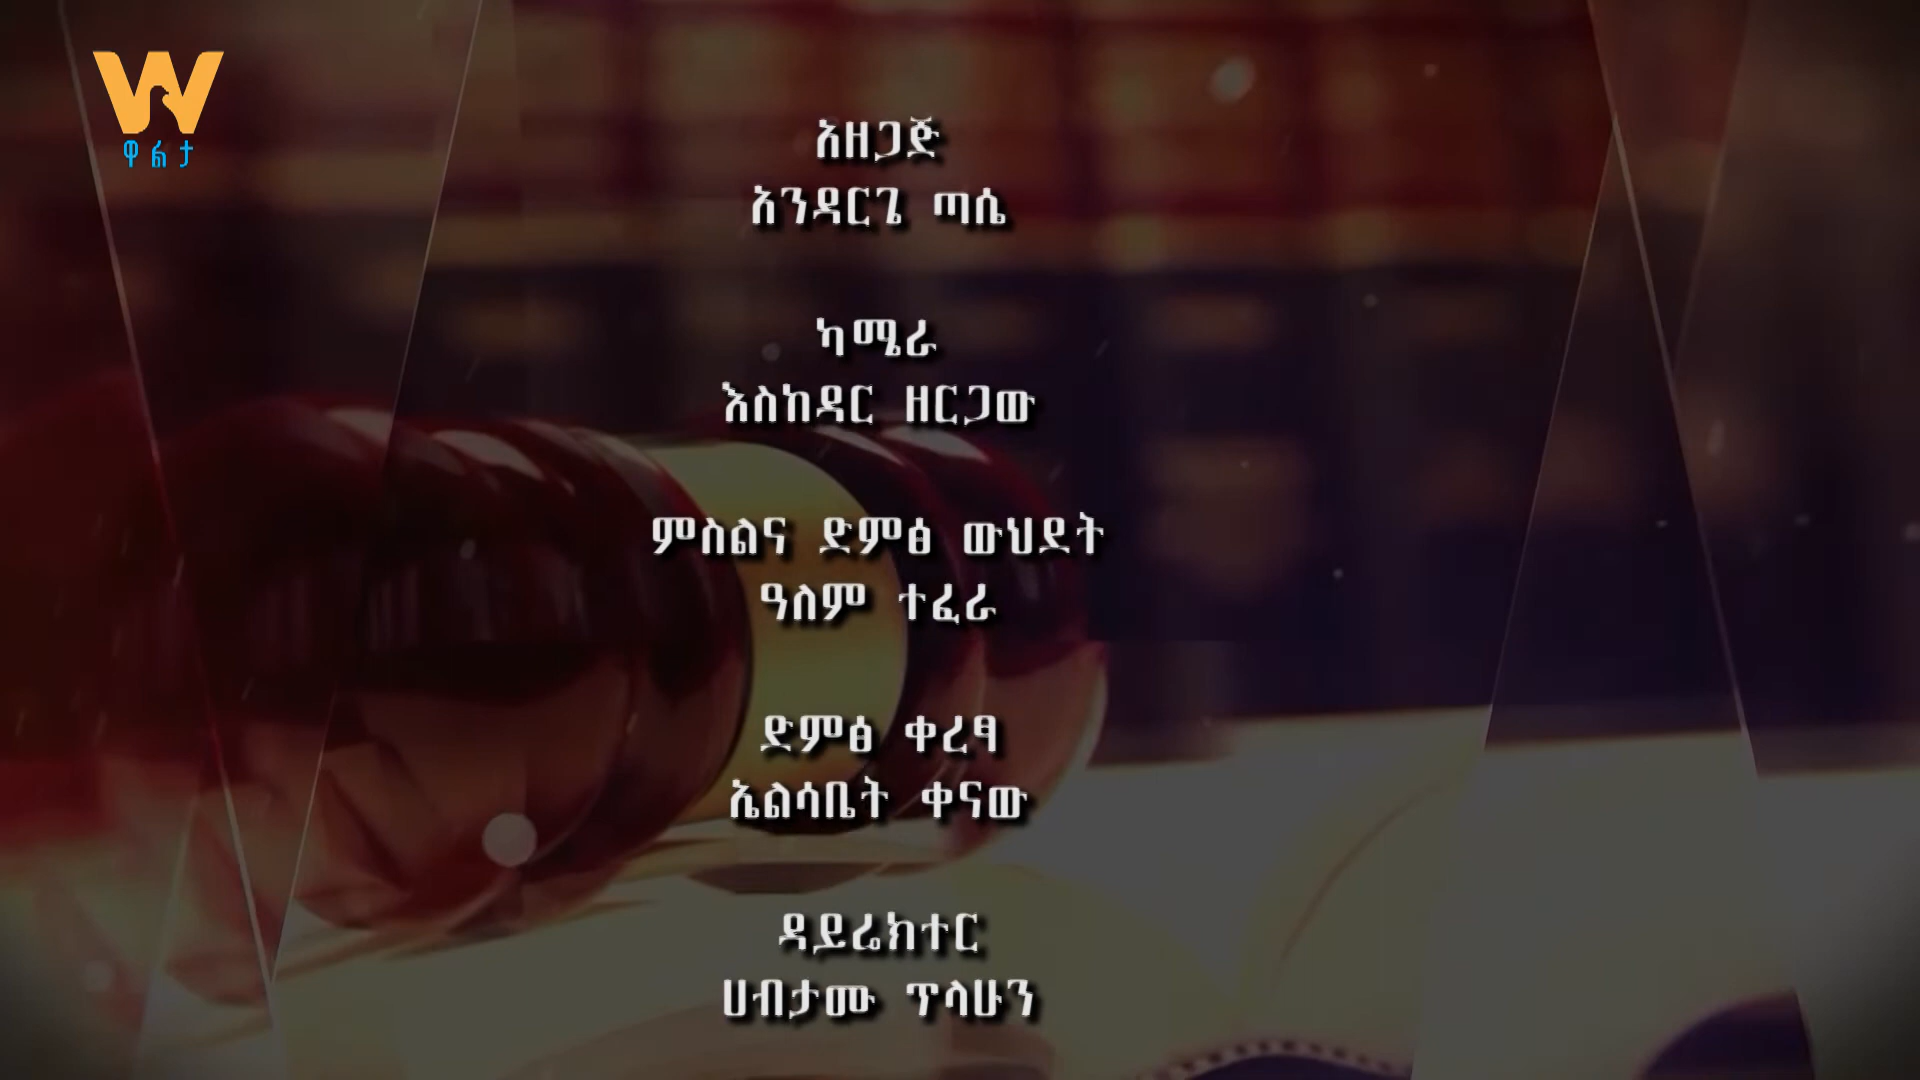 ዋልታ
አዘጋጅ
አንዳርጌ ጣሴ
ካሜራ
እስከዳር ዘርጋው
ምስልና ድምፅ ውህደት
ዓለም ተፈራ
ድምፅ ቀረፃ
ኤልሳቤት ቀናው
ዳይሬክተር
ሀብታሙ ጥላሁን